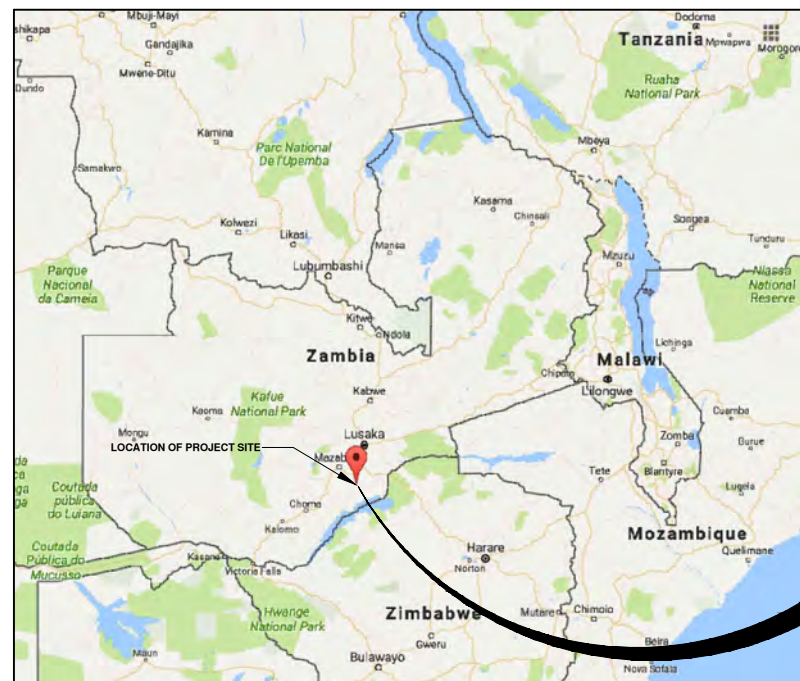 Mbuji-Mayi
Dodoma
Tanzania
Mpwapwa
Morogoro
shikapa
Gandajika
Mwene-Ditu
Dundo
Ruaha
National Park
Kamina
Parc National
De l'Upemba
Mbeya
Samakwo
Kasama
Chinsali
Songea
Tunduru
Kolwezi
Likasi
Mansa
Mzuzu
Lubumbashi
Parque
Nacional
da Cameia
Niassa
National
Reserve
Kitwe
Ndola
Lichinga
Zambia
Malawi
Chipata
Lilongwe
Kafue
National Park
Kabwe
Kaoma
Cuamba
Mongu
Lusaka
Zomba
Gurue
LOCATION OF PROJECT SITE
Mazab
Tete
Blantyre
Coutada
pública
do Luiana
Choma
Lugela
Kalomo
Mozambique
Coutada
Pública do
Mucusso
Kasane
Victoria Falls
Harare
Norton
Quelimane
Hwange
National Park
Zimbabwe
Mutare
Chimoio
Maun
Gweru
Beira
Bulawayo
Nova Sofala